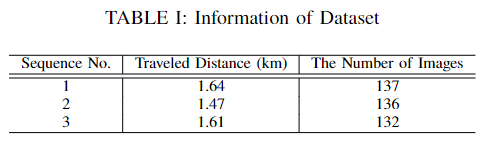 TABLE I: Information of Dataset
Sequence No. Traveled Distance (km) The Number of Images
1 1.64 137
2 1.47 136
3 1.61 132